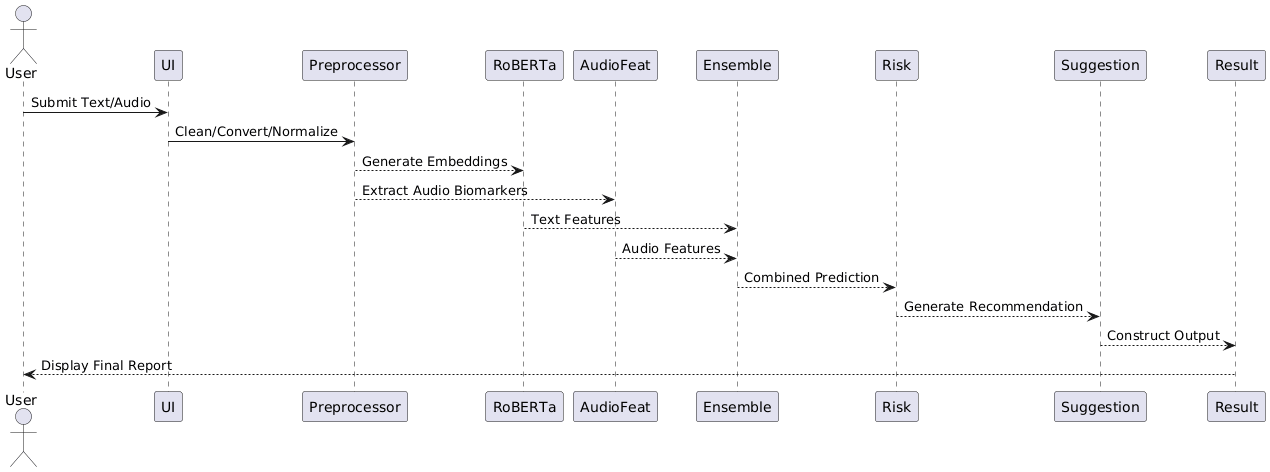 User
UI
Preprocessor
RoBERTa
AudioFeat
Ensemble
Risk
Suggestion
Result
Submit Text/Audio
Clean/Convert/Normalize
Generate Embeddings
Extract Audio Biomarkers
Text Features
Audio Features
Combined Prediction
Generate Recommendation
Construct Output
Display Final Report
User
UI
Preprocessor
RoBERTa
AudioFeat
Ensemble
Risk
Suggestion
Result